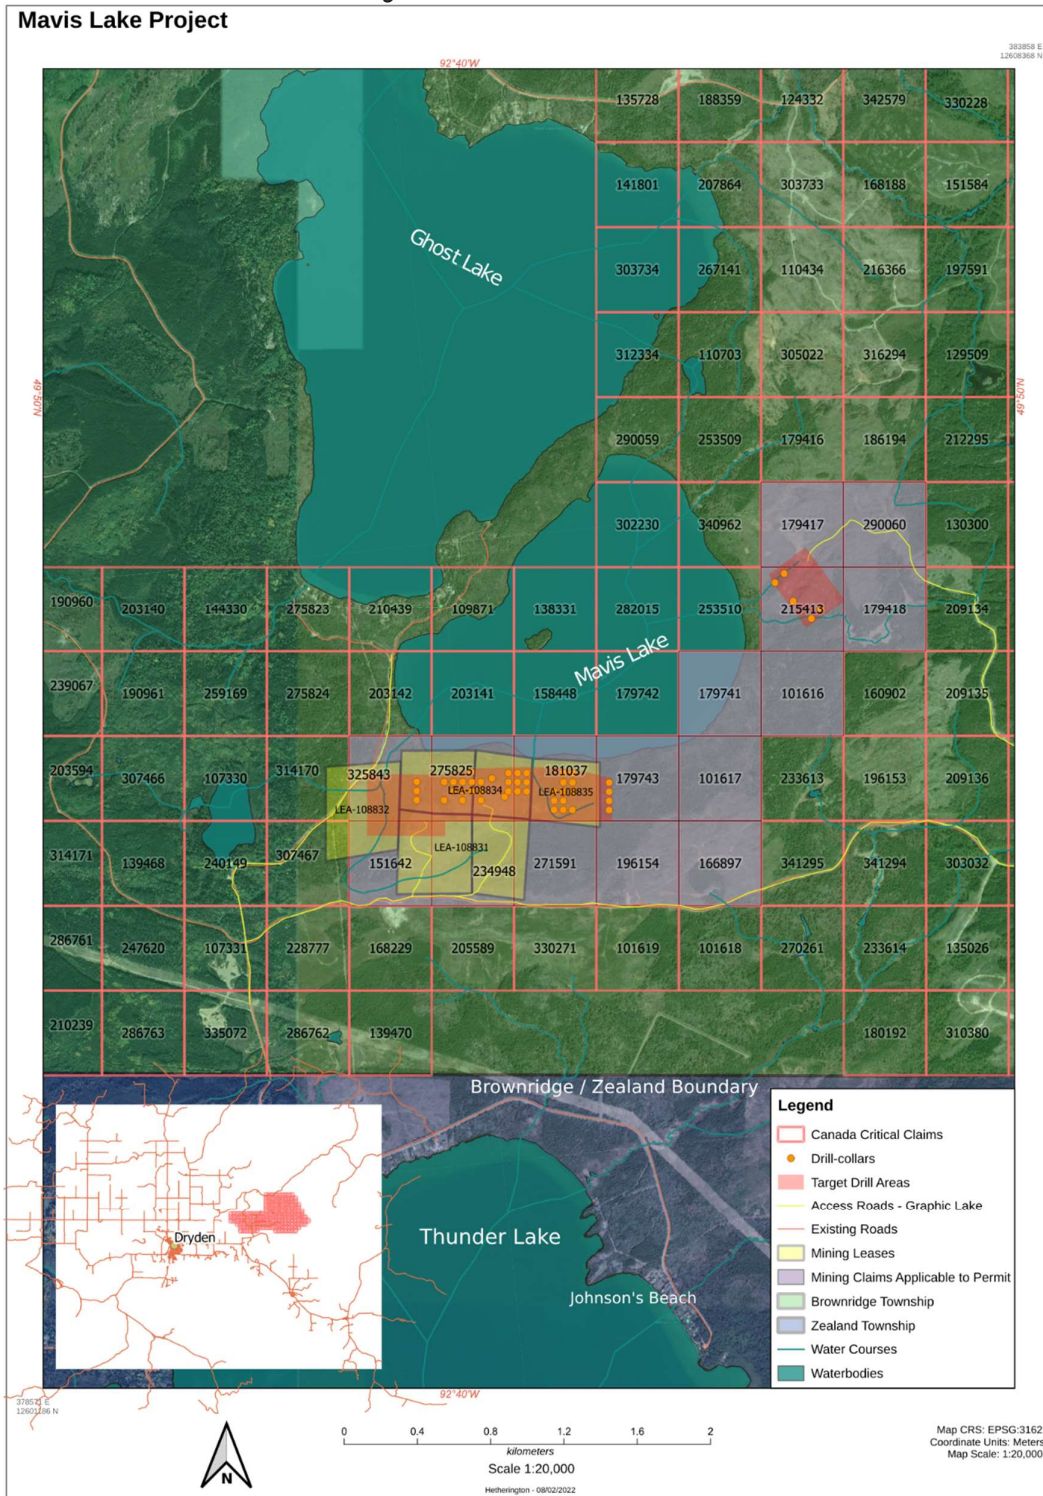 Mavis Lake Project
383858 E
12608368 N
92°40'W
135728 188359 124332 342579 330228
141801 207864 303733 168188 151584
Ghost Lake
303734 267141 110434 216366 197591
312334 110703 305022 316294 129509
49°50'N
49°50'N
290059 253509 179416 186194 212295
302230 340962 179417 290060 130300
190960 203140 144330 275823 210439 109871 138331 282015 253510 215413 179418 209134
Mavis Lake
239067 190961 259169 275824 203142 203141 158448 179742 179741 101616 160902 209135
203594 307466 107330 314170 325843 275825 181037 179743 101617 233613 196153 209136
LEA-108832 LEA-108834 LEA-108835
LEA-108831
314171 139468 240149 307467 151642 234948 271591 196154 166897 341295 341294 303032
286761 247620 107331 228777 168229 205589 330271 101619 101618 270261 233614 135026
210239 286763 335072 286762 139470 180192 310380
Brownridge / Zealand Boundary
Dryden
Thunder Lake
Johnson's Beach
Legend
Canada Critical Claims
Drill-collars
Target Drill Areas
Access Roads - Graphic Lake
Existing Roads
Mining Leases
Mining Claims Applicable to Permit
Brownridge Township
Zealand Township
Water Courses
Waterbodies
92°40'W
N
0 0.4 0.8 1.2 1.6 2
kilometers
Scale 1:20,000
Hetherington - 08/02/2022
Map CRS: EPSG:3162
Coordinate Units: Meters
Map Scale: 1:20,000